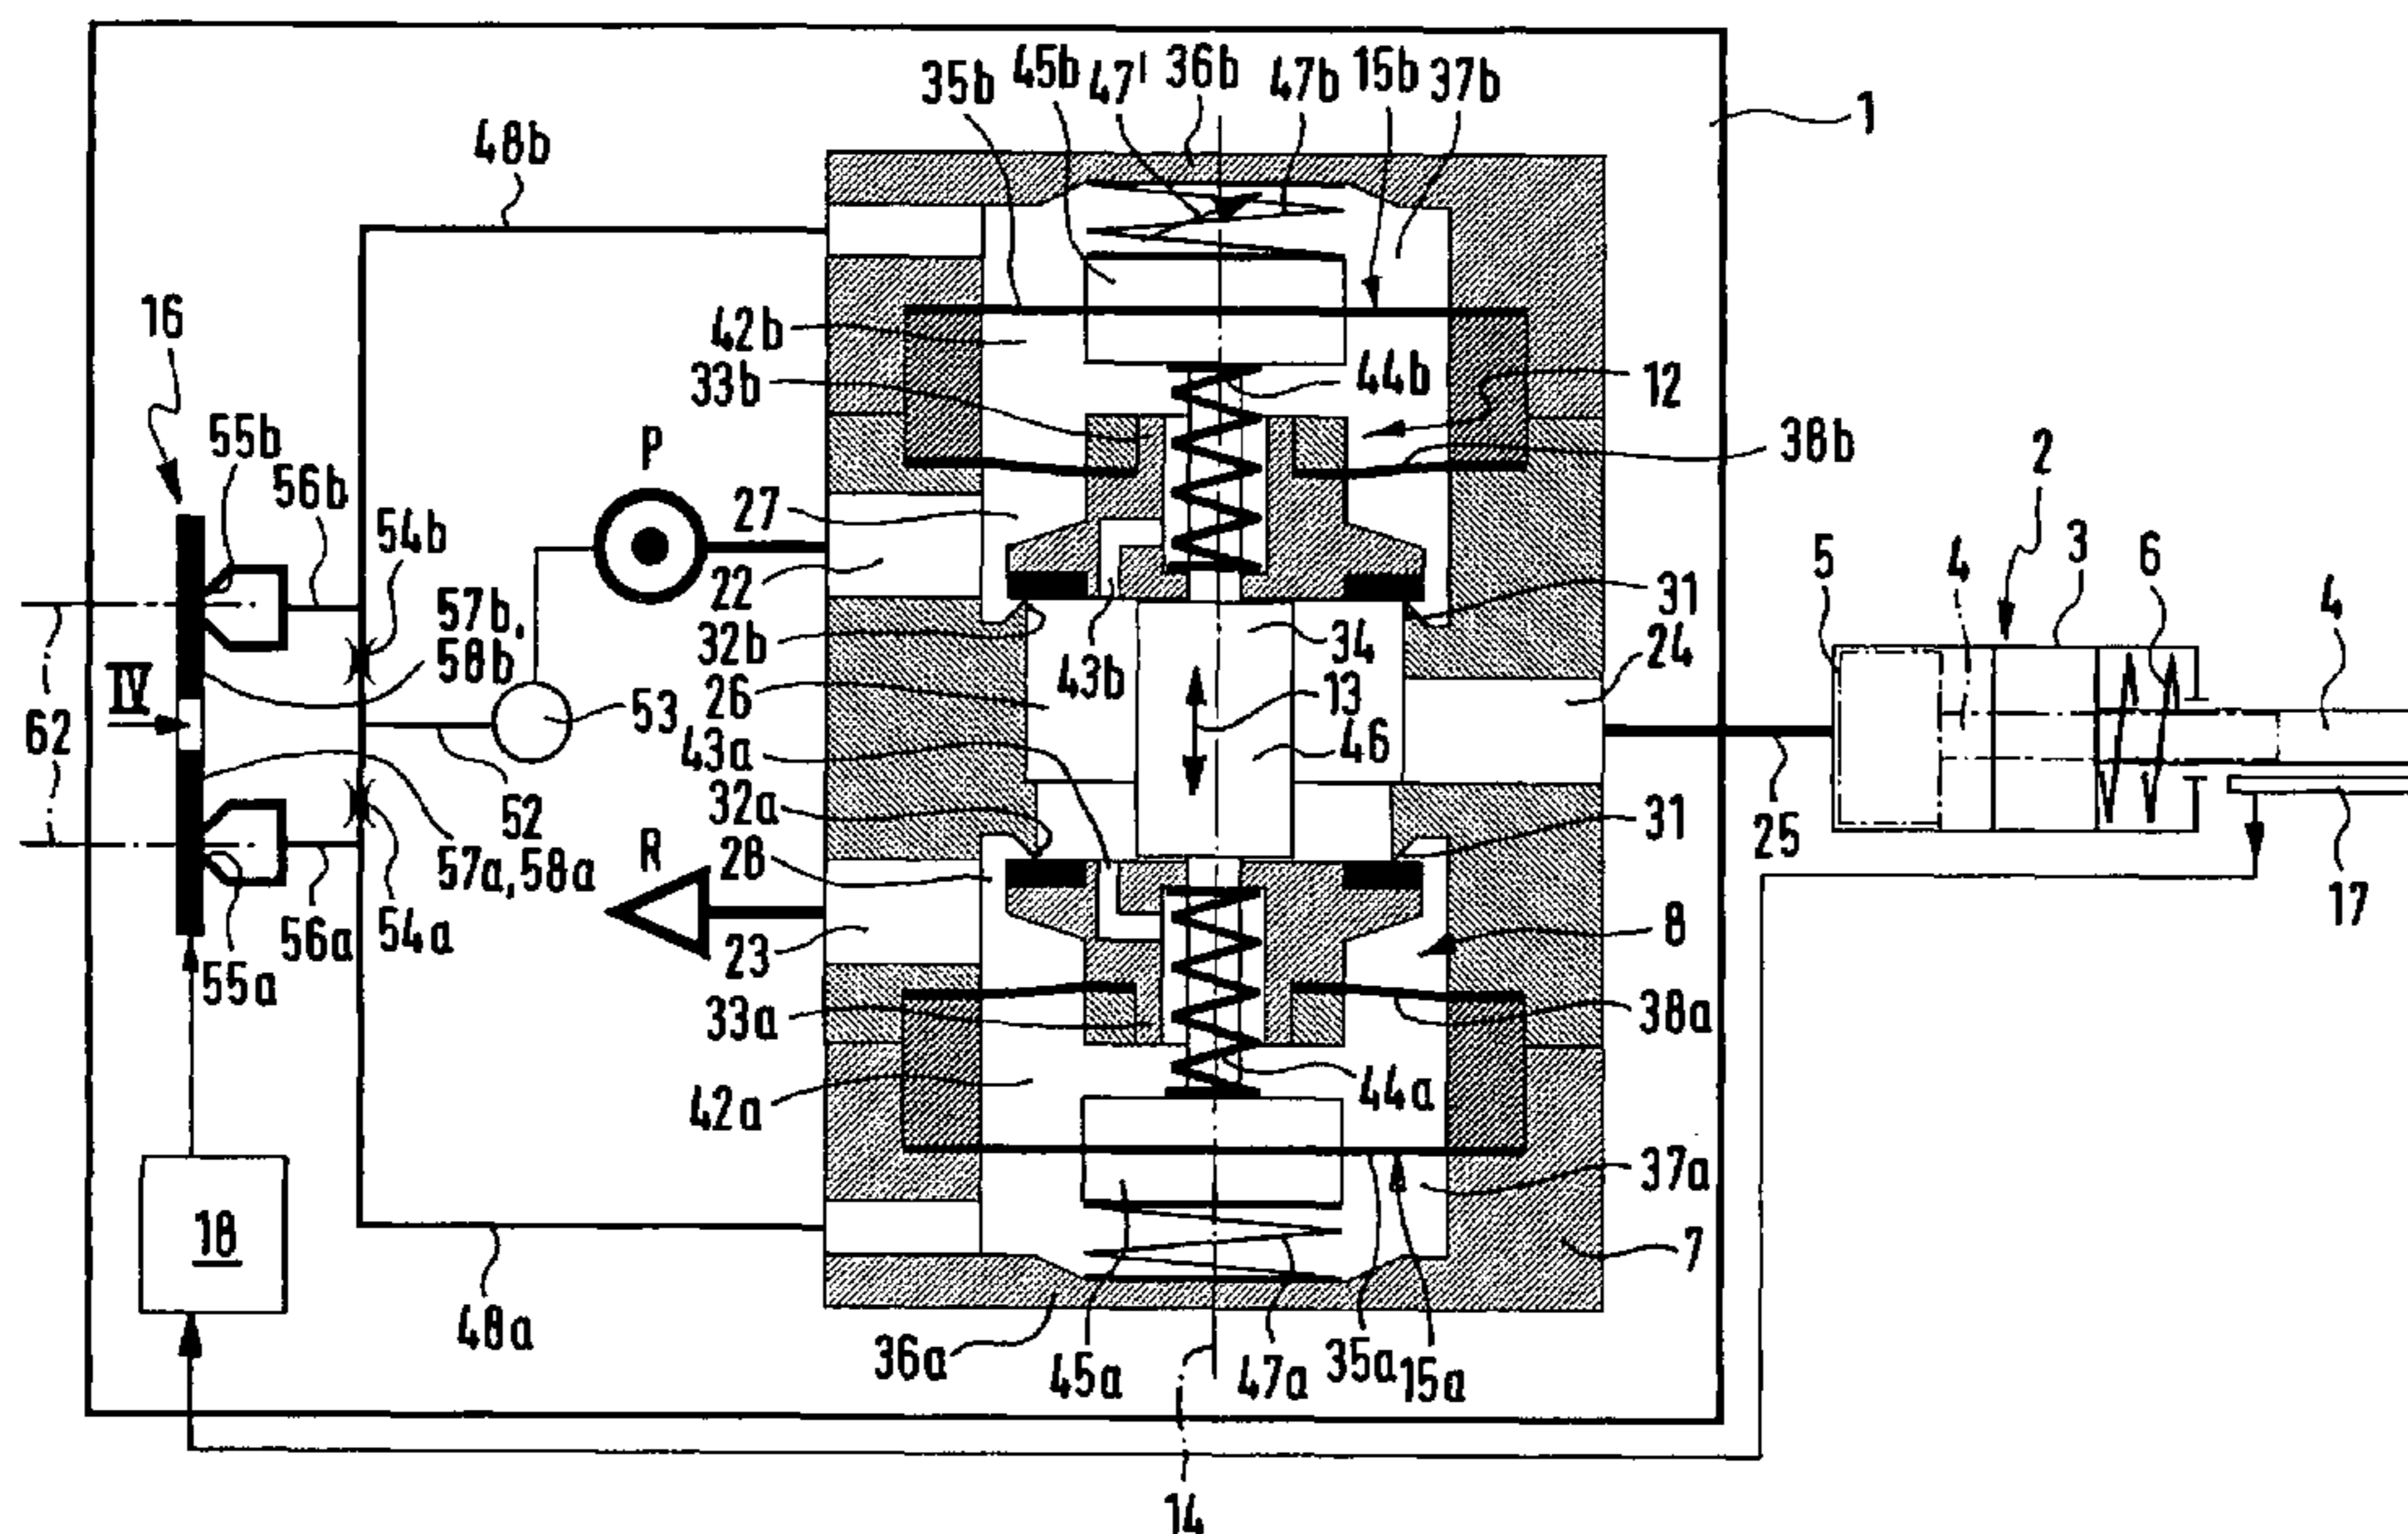 35b 45b 47' 36b 47b 15b 37b
1
48b
16
42b
33b
44b
12
55b
56b
P
38b
2
54b
27
5 4 3 6 4
22
57b,
58b
32b
31
34
24
IV
43b
26
13
62
53
43a
46
52
32a
31
25
57a, 58a
R
28
17
56a
54a
23
8
55a
33a
38a
42a
44a
37a
18
7
48a
36a
45a
47a
35a
15a
14